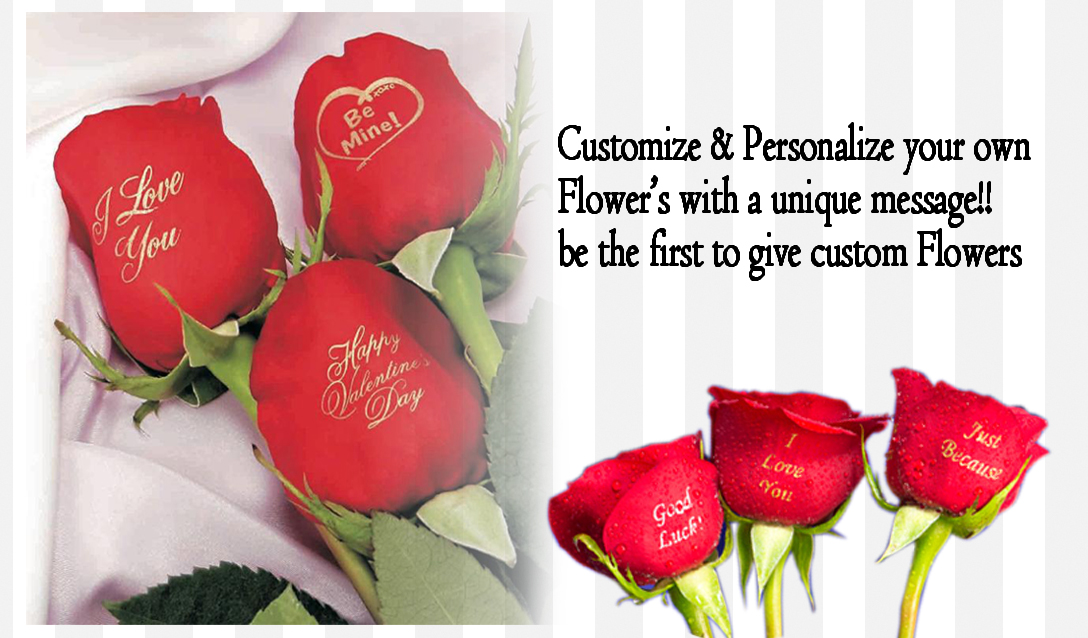 I Love
You
xoxo
Be
Mine!
Happy
Valentine's
Day
Customize & Personalize your own
Flower's with a unique message!!
be the first to give custom Flowers
Good
Luck!
I
Love
You
Just
Because